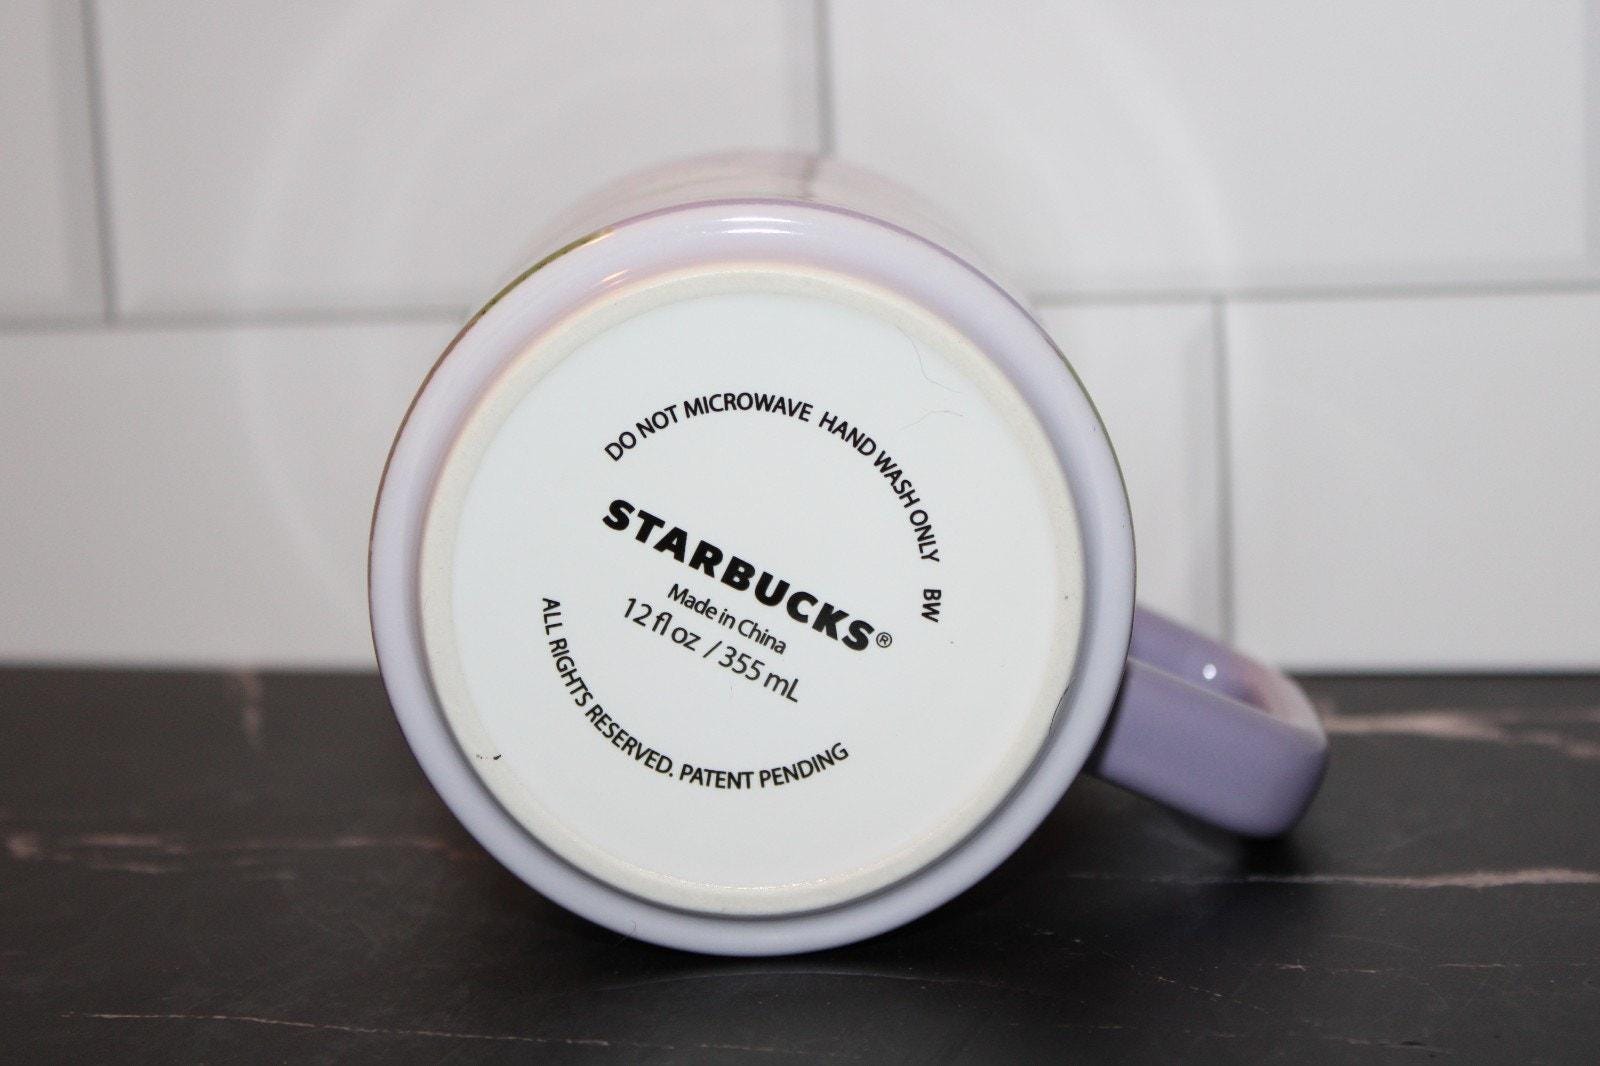 DO NOT MICROWAVE HAND WASH ONLY BW
STARBUCKS®
Made in China
12 fl oz / 355 mL
ALL RIGHTS RESERVED. PATENT PENDING